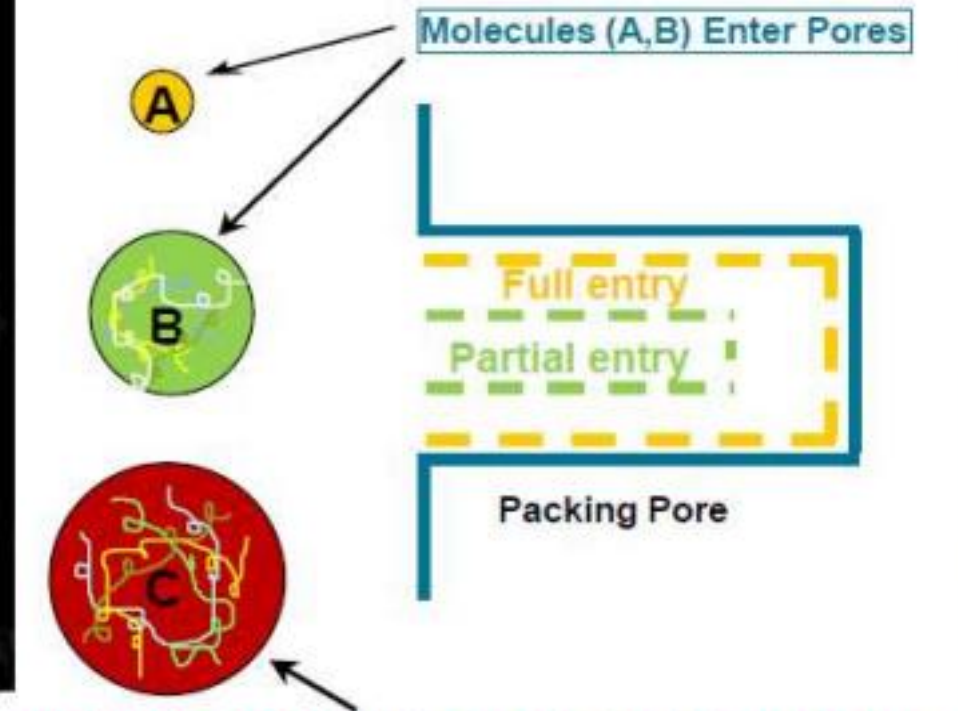 Molecules (A,B) Enter Pores
A
B
Full entry
Partial entry
Packing Pore
C